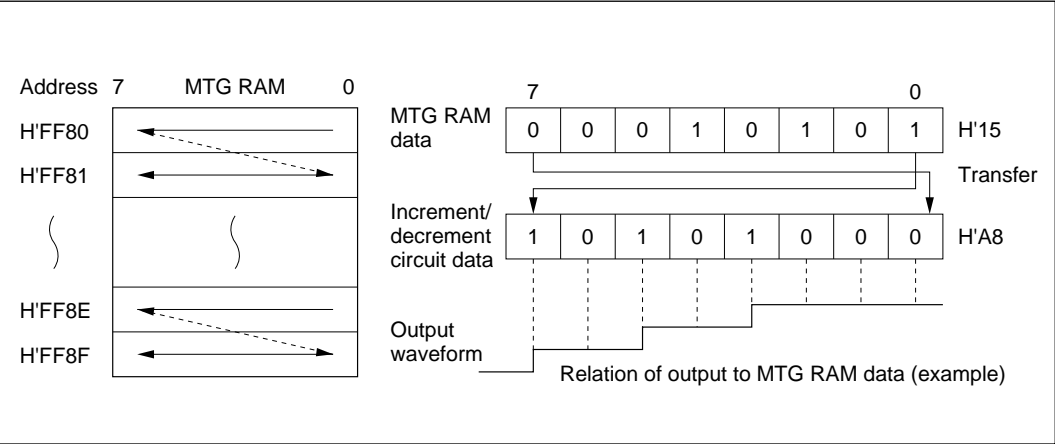 Address 7 MTG RAM 0
H'FF80
H'FF81
H'FF8E
H'FF8F
7 0
MTG RAM
data
0 0 0 1 0 1 0 1 H'15
Transfer
Increment/
decrement
circuit data
1 0 1 0 1 0 0 0 H'A8
Output
waveform
Relation of output to MTG RAM data (example)